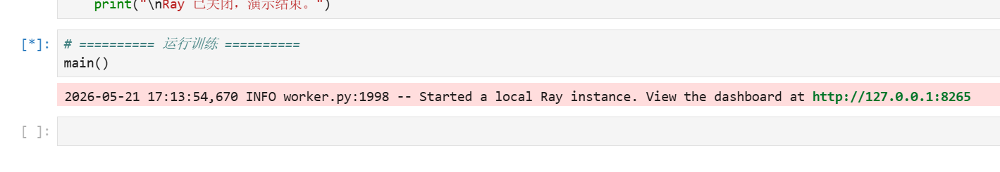 print("\nRay 已关闭，演示结束。")
[*]:
# ========== 运行训练 ==========
main()
2026-05-21 17:13:54,670 INFO worker.py:1998 -- Started a local Ray instance. View the dashboard at http://127.0.0.1:8265
[ ]: